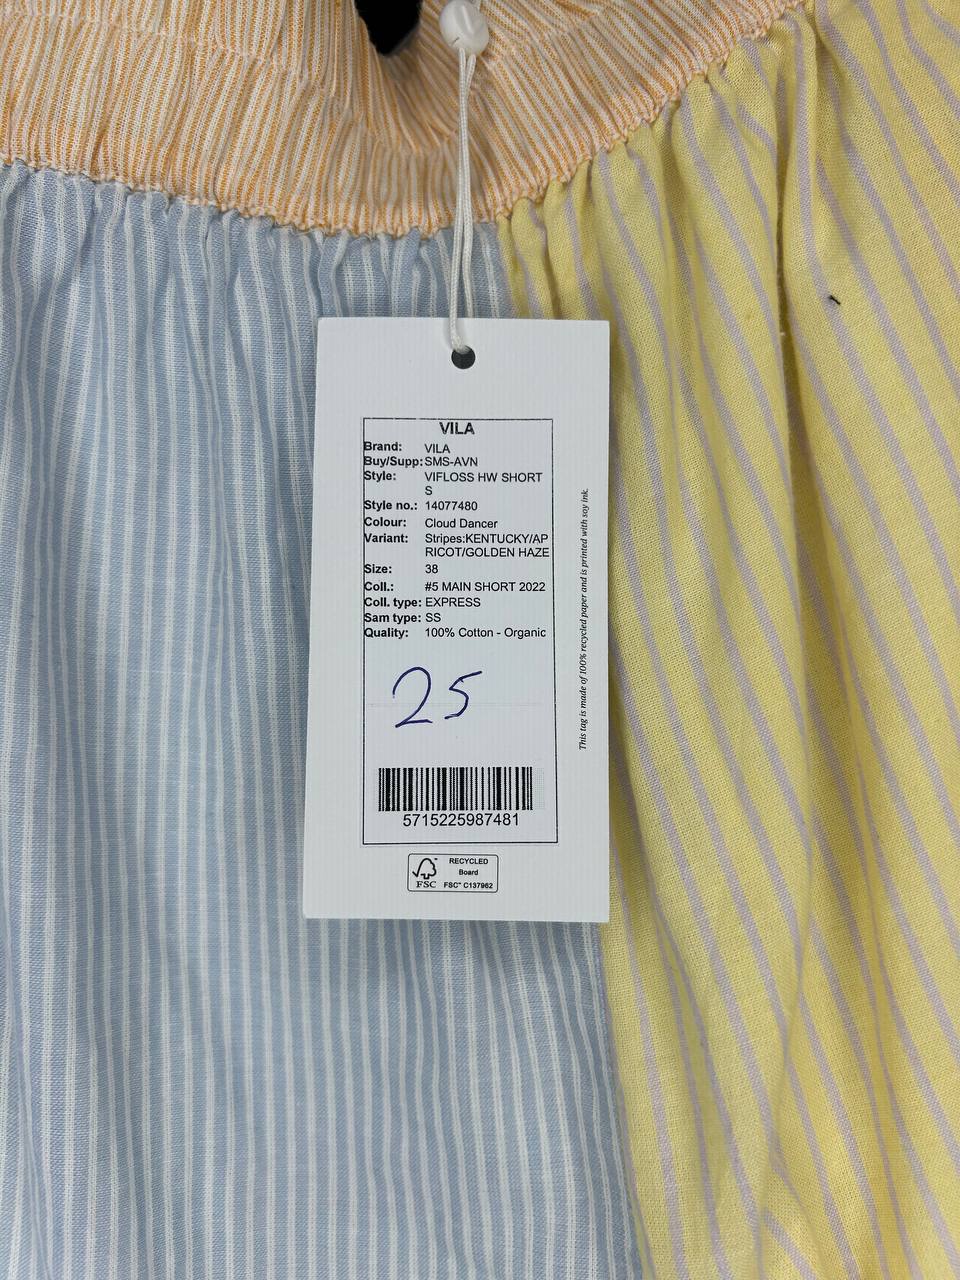 VILA
Brand: VILA
Buy/Supp: SMS-AVN
Style: VIFLOSS HW SHORT
S
Style no.: 14077480
Colour: Cloud Dancer
Variant: Stripes:KENTUCKY/AP
RICOT/GOLDEN HAZE
Size: 38
Coll.: #5 MAIN SHORT 2022
Coll. type: EXPRESS
Sam type: SS
Quality: 100% Cotton - Organic
25
5715225987481
RECYCLED
Board
FSC FSC® C137962
This tag is made of 100% recycled paper and is printed with soy ink.